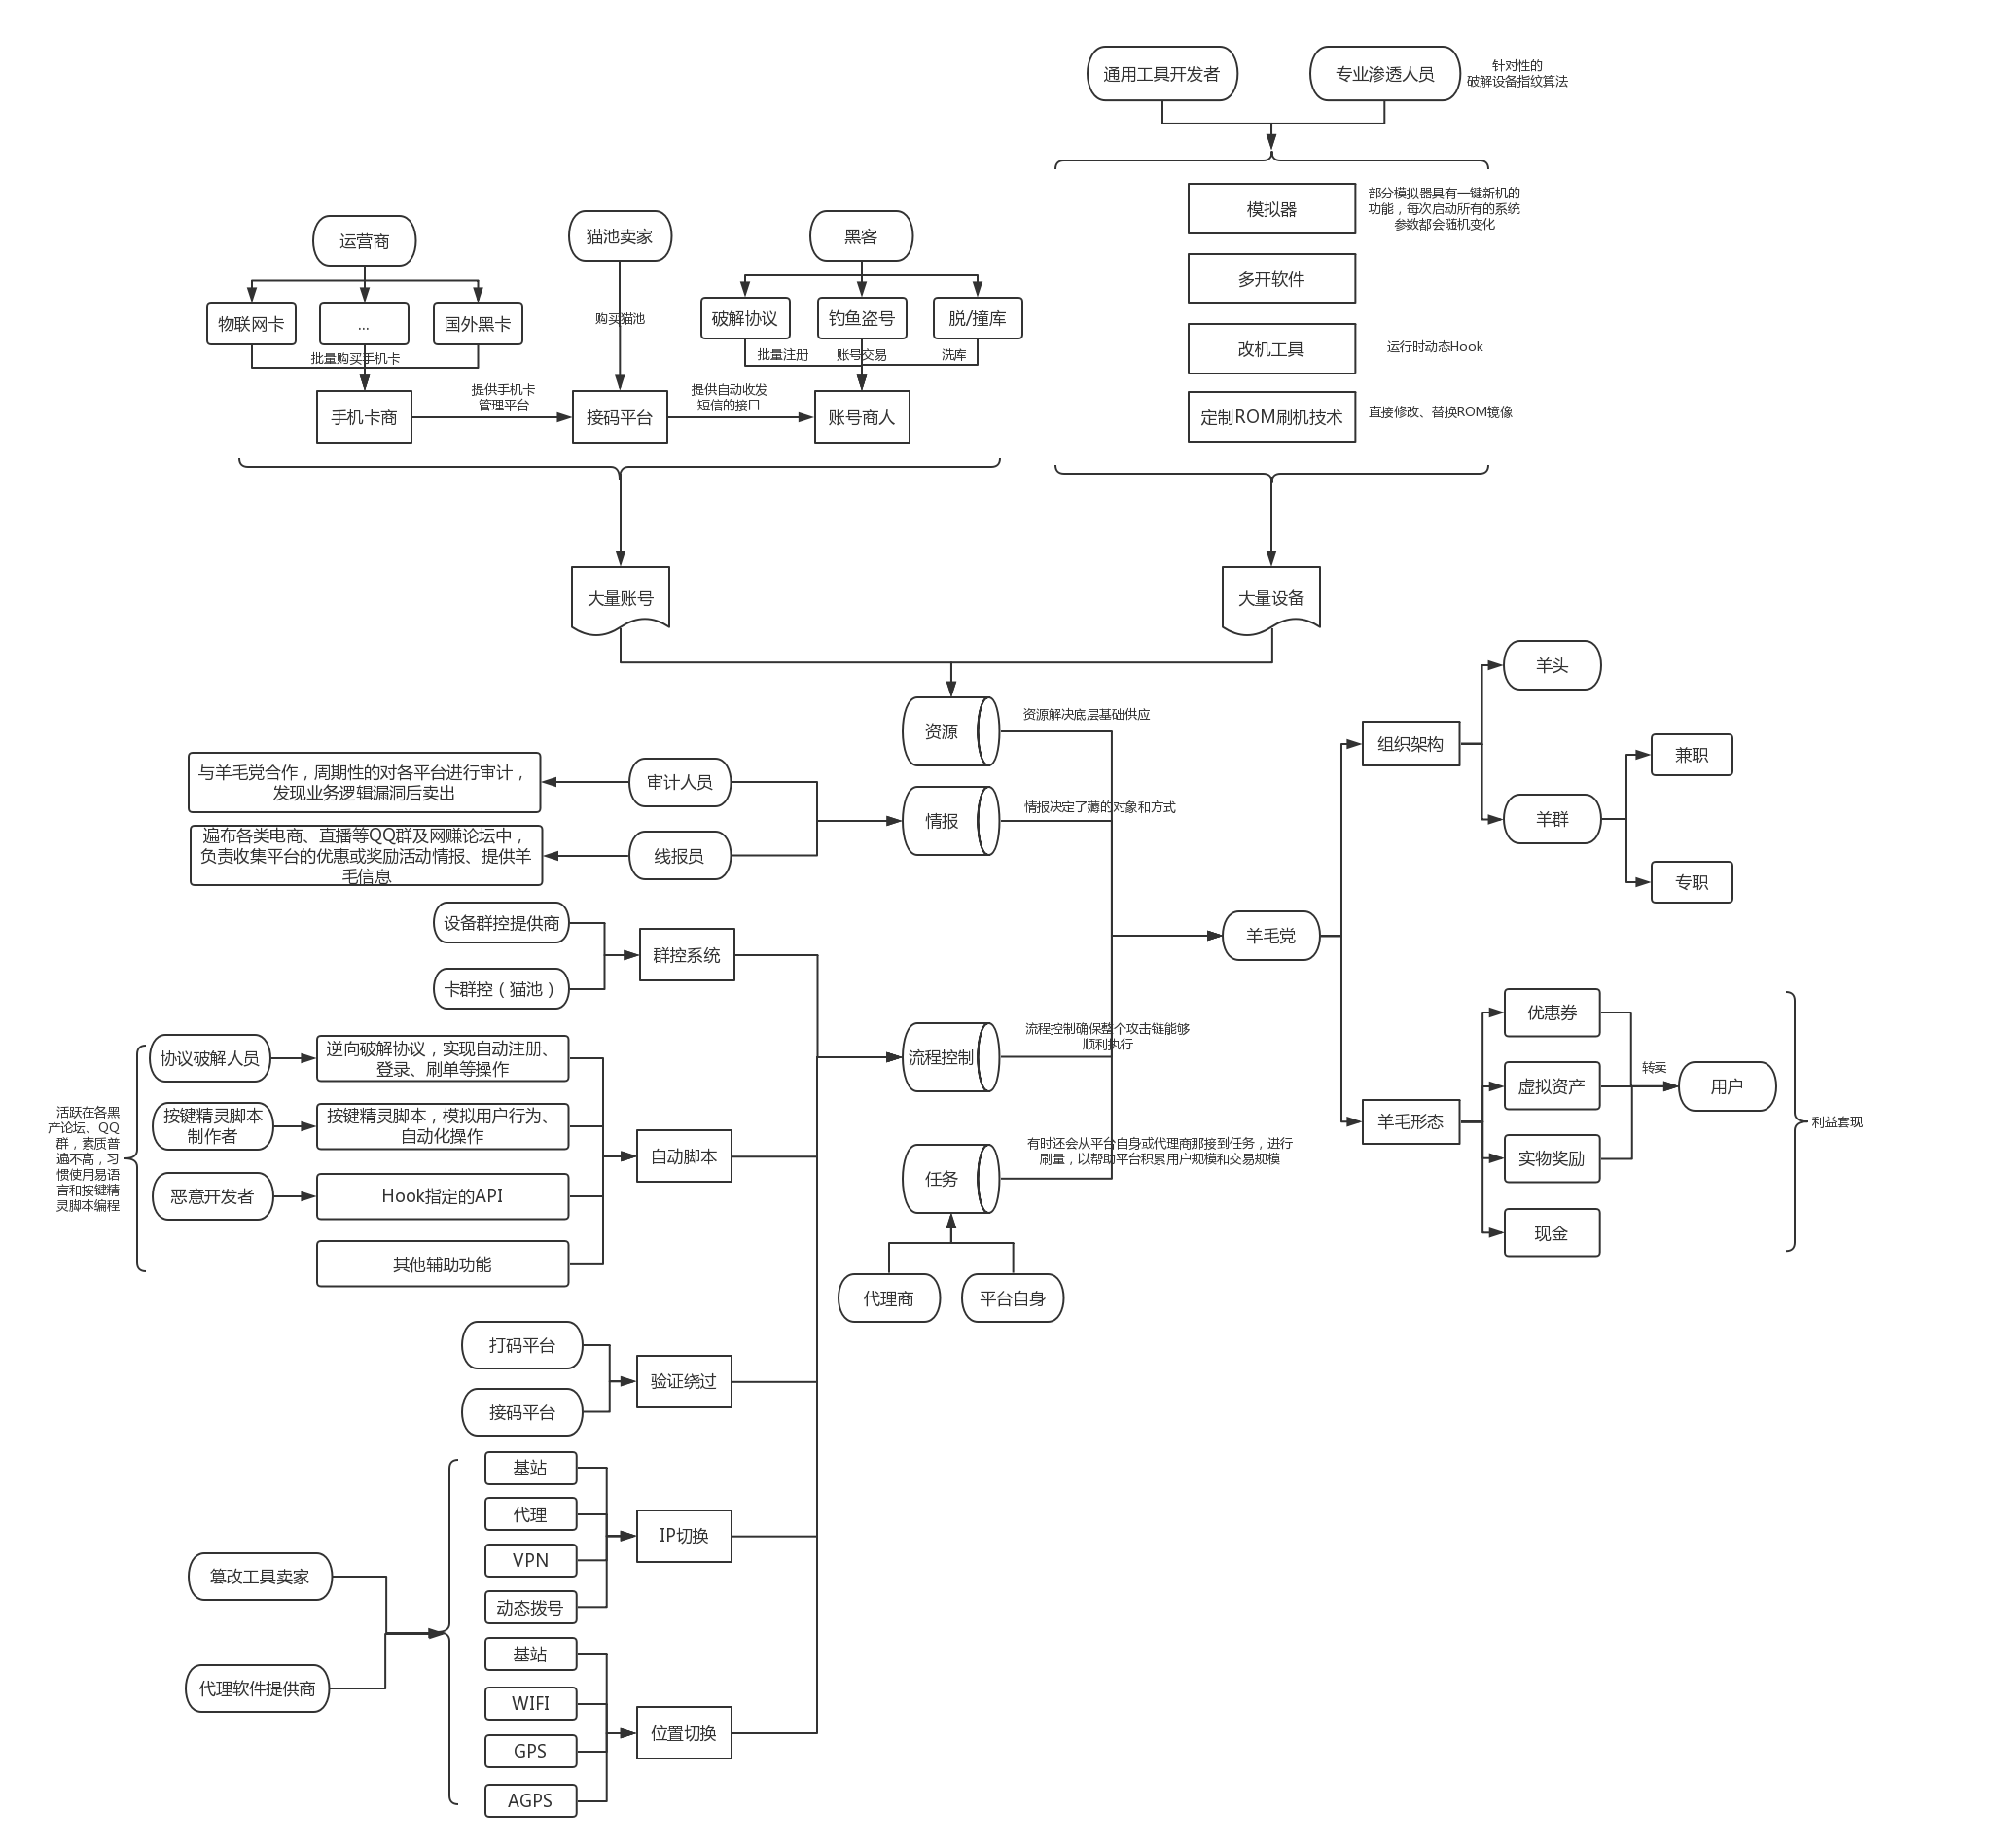 通用工具开发者
专业渗透人员
针对性的
破解设备指纹算法
模拟器
部分模拟器具有一键新机的
功能，每次启动所有的系统
参数都会随机变化
多开软件
改机工具
运行时动态Hook
定制ROM刷机技术
直接修改、替换ROM镜像
运营商
猫池卖家
黑客
物联网卡
...
国外黑卡
购买猫池
破解协议
钓鱼盗号
脱/撞库
批量购买手机卡
批量注册
账号交易
洗库
手机卡商
提供手机卡
管理平台
接码平台
提供自动收发
短信的接口
账号商人
大量账号
大量设备
资源
资源解决底层基础供应
情报
情报决定了薅的对象和方式
审计人员
与羊毛党合作，周期性的对各平台进行审计，
发现业务逻辑漏洞后卖出
线报员
遍布各类电商、直播等QQ群及网赚论坛中，
负责收集平台的优惠或奖励活动情报、提供羊
毛信息
设备群控提供商
卡群控（猫池）
群控系统
流程控制
流程控制确保整个攻击链能够
顺利执行
协议破解人员
逆向破解协议，实现自动注册、
登录、刷单等操作
按键精灵脚本
制作者
按键精灵脚本，模拟用户行为、
自动化操作
恶意开发者
Hook指定的API
其他辅助功能
自动脚本
活跃在各黑
产论坛、QQ
群，素质普
遍不高，习
惯使用易语
言和按键精
灵脚本编程
任务
有时还会从平台自身或代理商那接到任务，进行
刷量，以帮助平台积累用户规模和交易规模
代理商
平台自身
打码平台
接码平台
验证绕过
基站
代理
VPN
动态拨号
IP切换
篡改工具卖家
代理软件提供商
基站
WIFI
GPS
AGPS
位置切换
羊毛党
组织架构
羊头
羊群
兼职
专职
羊毛形态
优惠券
虚拟资产
实物奖励
现金
转卖
用户
利益套现